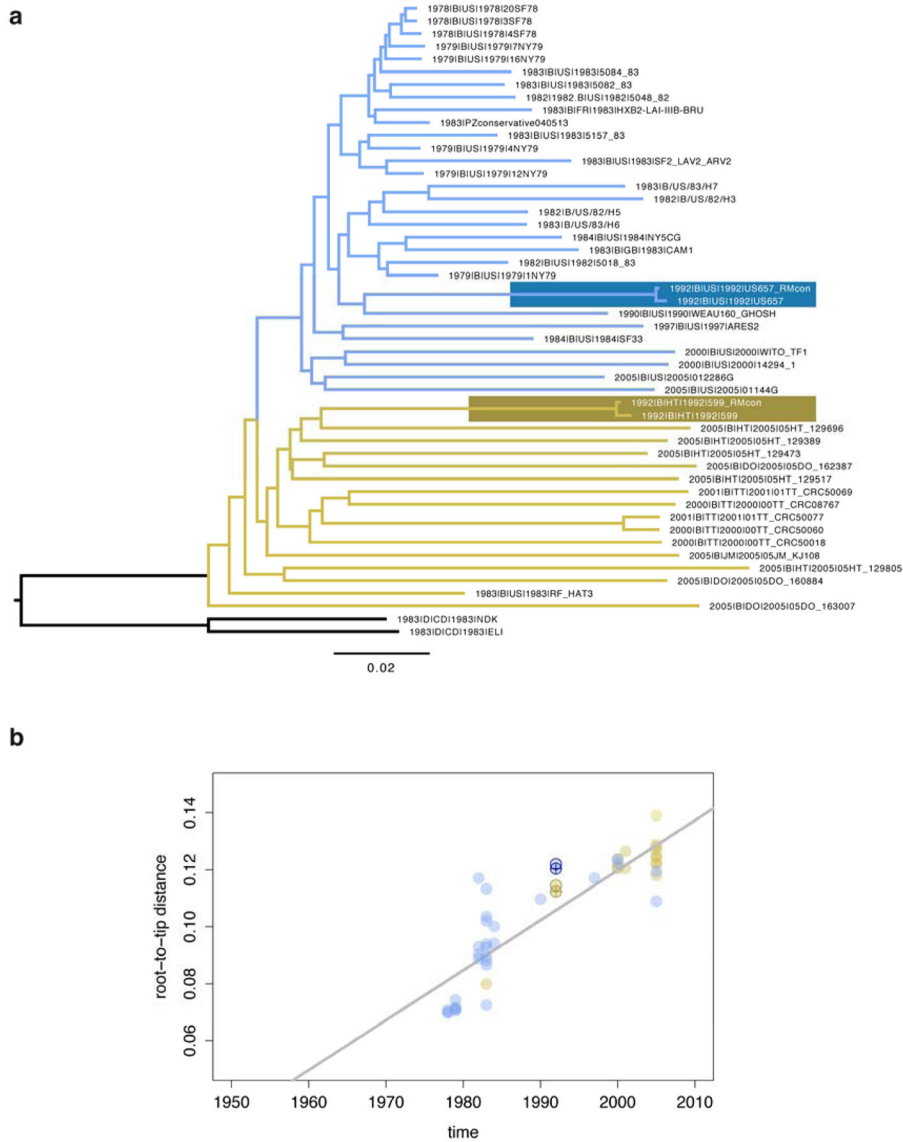 a
1978|B|US|1978|20SF78
1978|B|US|1978|3SF78
1978|B|US|1978|4SF78
1979|B|US|1979|7NY79
1979|B|US|1979|16NY79
1983|B|US|1983|5084_83
1983|B|US|1983|5082_83
1982|1982.B|US|1982|5048_82
1983|B|FR|1983|HXB2-LAI-IIIB-BRU
1983|PZconservative040513
1983|B|US|1983|5157_83
1979|B|US|1979|4NY79
1983|B|US|1983|SF2_LAV2_ARV2
1979|B|US|1979|12NY79
1983|B/US/83/H7
1982|B/US/82/H3
1982|B/US/82/H5
1983|B/US/83/H6
1984|B|US|1984|NY5CG
1983|B|GB|1983|CAM1
1982|B|US|1982|5018_83
1979|B|US|1979|1NY79
1992|B|US|1992|US657_RMcon
1992|B|US|1992|US657
1990|B|US|1990|WEAU160_GHOSH
1997|B|US|1997|ARES2
1984|B|US|1984|SF33
2000|B|US|2000|WITO_TF1
2000|B|US|2000|14294_1
2005|B|US|2005|012286G
2005|B|US|2005|01144G
1992|B|HT|1992|599_RMcon
1992|B|HT|1992|599
2005|B|HT|2005|05HT_129696
2005|B|HT|2005|05HT_129389
2005|B|HT|2005|05HT_129473
2005|B|DO|2005|05DO_162387
2005|B|HT|2005|05HT_129517
2001|B|TT|2001|01TT_CRC50069
2000|B|TT|2000|00TT_CRC08767
2001|B|TT|2001|01TT_CRC50077
2000|B|TT|2000|00TT_CRC50060
2000|B|TT|2000|00TT_CRC50018
2005|B|JM|2005|05JM_KJ108
2005|B|HT|2005|05HT_129805
2005|B|DO|2005|05DO_160884
1983|B|US|1983|RF_HAT3
2005|B|DO|2005|05DO_163007
1983|D|CD|1983|NDK
1983|D|CD|1983|ELI
0.02
b
root-to-tip distance
0.14
0.12
0.10
0.08
0.06
1950 1960 1970 1980 1990 2000 2010
time